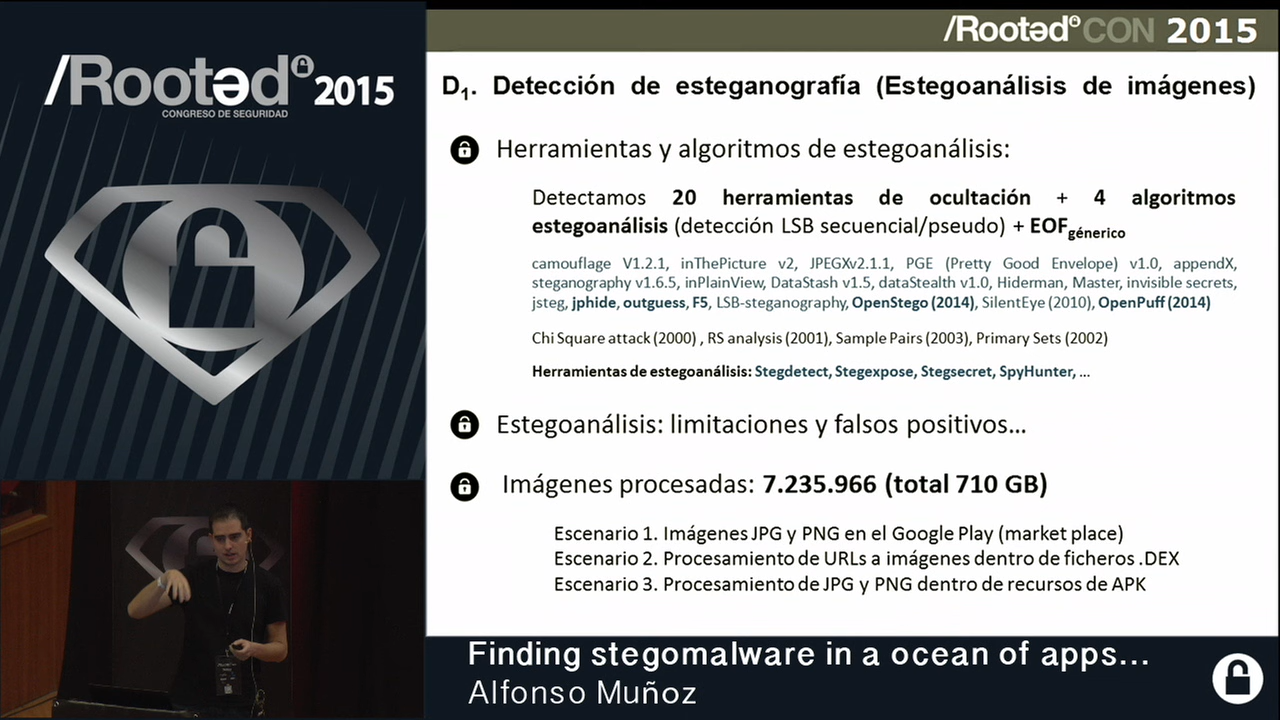 /Rootəd 2015
CONGRESO DE SEGURIDAD
/RootədCON 2015
D1. Detección de esteganografía (Estegoanálisis de imágenes)
Herramientas y algoritmos de estegoanálisis:
Detectamos 20 herramientas de ocultación + 4 algoritmos
estegoanálisis (detección LSB secuencial/pseudo) + EOFgénerico
camouflage V1.2.1, inThePicture v2, JPEGXv2.1.1, PGE (Pretty Good Envelope) v1.0, appendX,
steganography v1.6.5, inPlainView, DataStash v1.5, dataStealth v1.0, Hiderman, Master, invisible secrets,
jsteg, jphide, outguess, F5, LSB-steganography, OpenStego (2014), SilentEye (2010), OpenPuff (2014)
Chi Square attack (2000) , RS analysis (2001), Sample Pairs (2003), Primary Sets (2002)
Herramientas de estegoanálisis: Stegdetect, Stegexpose, Stegsecret, SpyHunter, ...
Estegoanálisis: limitaciones y falsos positivos...
Imágenes procesadas: 7.235.966 (total 710 GB)
Escenario 1. Imágenes JPG y PNG en el Google Play (market place)
Escenario 2. Procesamiento de URLs a imágenes dentro de ficheros .DEX
Escenario 3. Procesamiento de JPG y PNG dentro de recursos de APK
Finding stegomalware in a ocean of apps...
Alfonso Muñoz